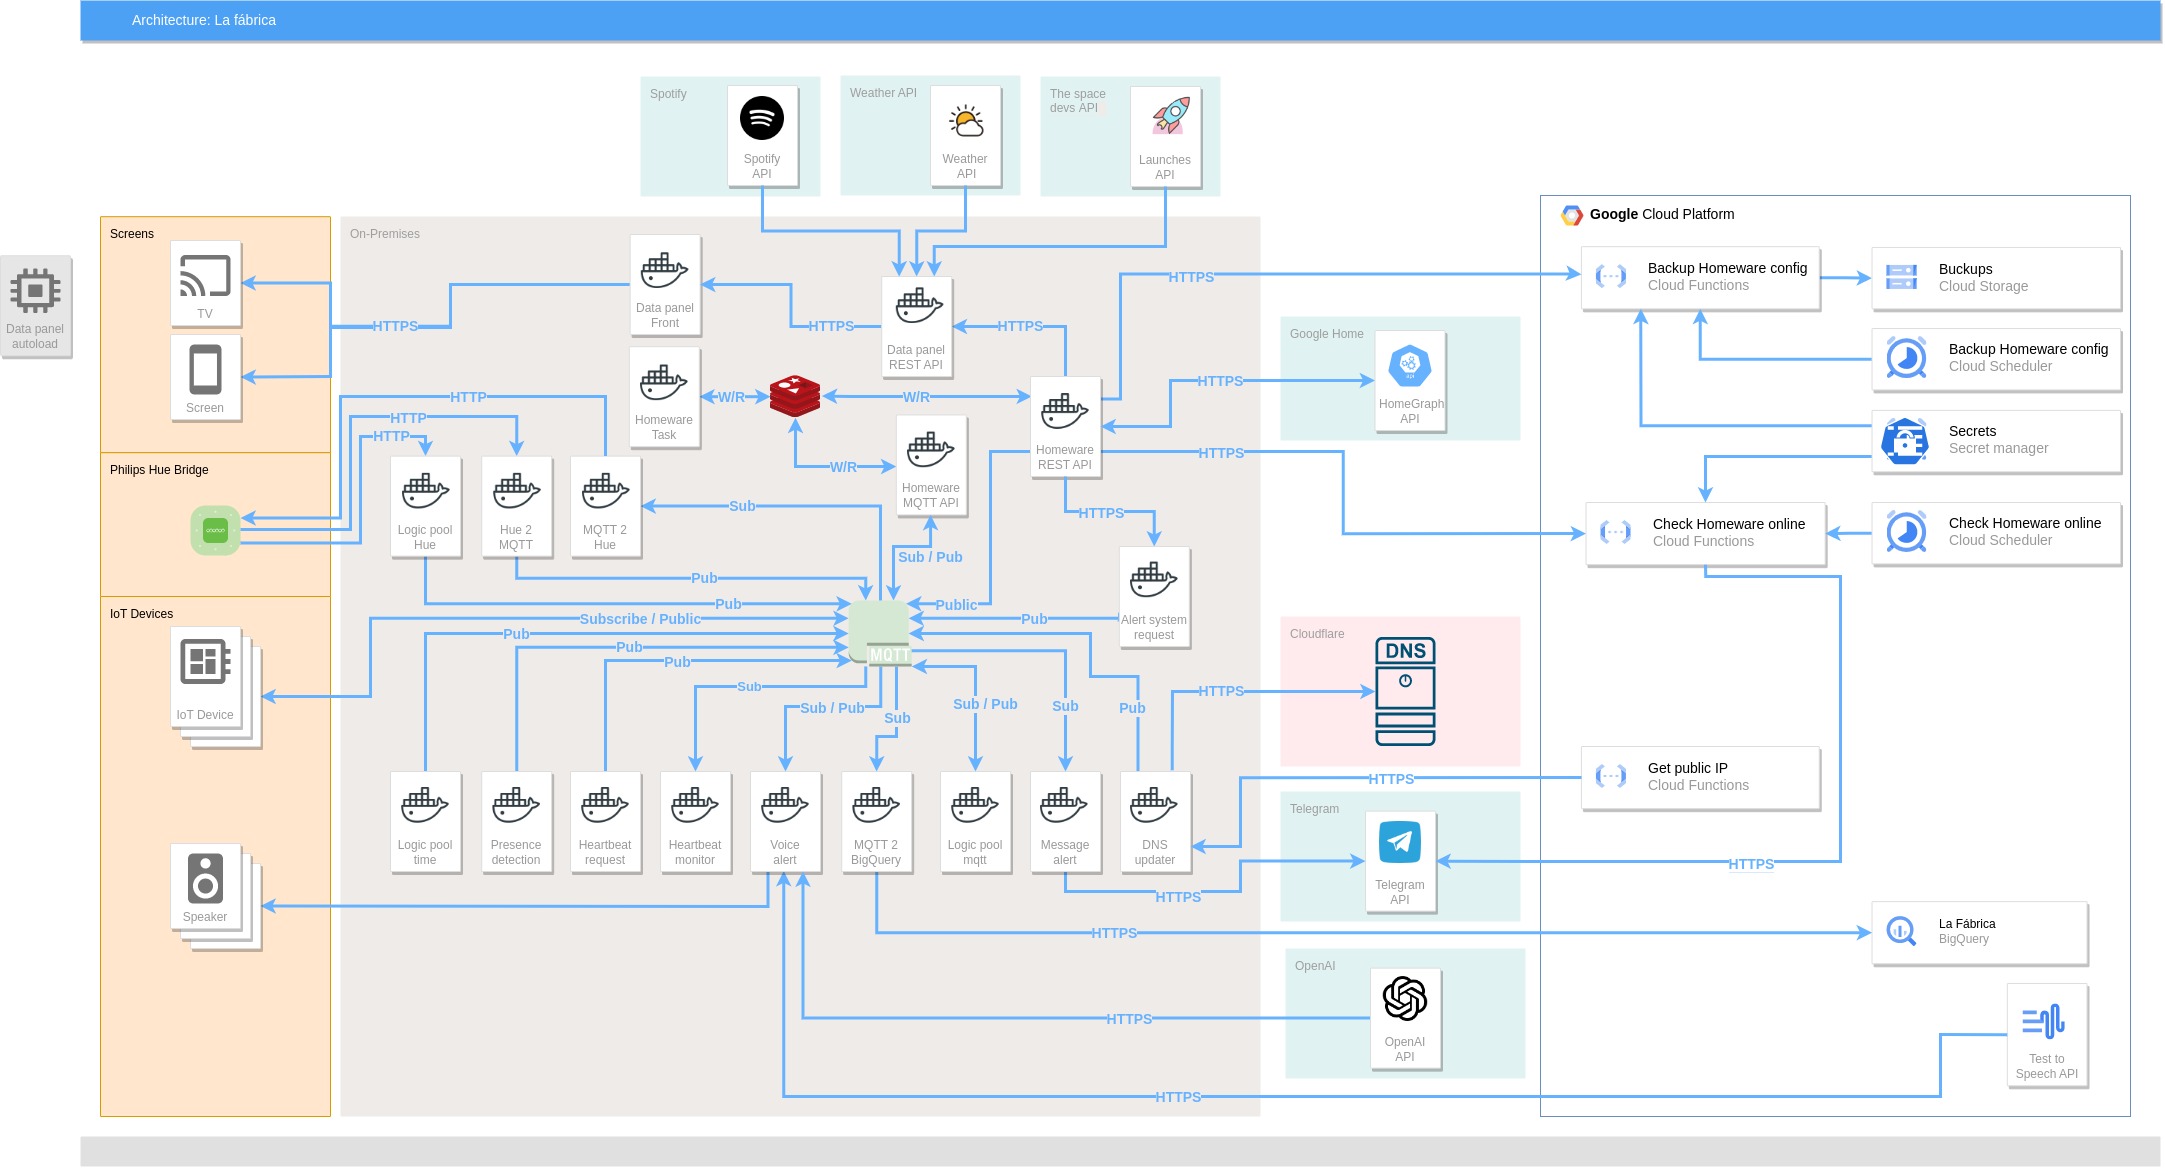 Architecture: La fábrica
Spotify
Spotify
API
Weather API
Weather
API
The space
devs API
Launches
API
Data panel
autoload
Screens
TV
Screen
Philips Hue Bridge
IoT Devices
IoT Device
Speaker
On-Premises
Data panel
Front
HTTPS
HTTPS
HTTPS
Data panel
REST API
Homeware
Task
W/R
W/R
W/R
Homeware
MQTT API
Homeware
REST API
HTTP
HTTP
HTTP
Logic pool
Hue
Hue 2
MQTT
MQTT 2
Hue
Sub
Sub / Pub
HTTPS
Alert system
request
Pub
Pub
Public
Pub
Subscribe / Public
Pub
Pub
Pub
MQTT
Sub
Sub / Pub
Sub
Sub / Pub
Sub
Pub
Logic pool
time
Presence
detection
Heartbeat
request
Heartbeat
monitor
Voice
alert
MQTT 2
BigQuery
Logic pool
mqtt
Message
alert
DNS
updater
HTTPS
HTTPS
HTTPS
HTTPS
HTTPS
HTTPS
HTTPS
HTTPS
HTTPS
HTTPS
Google Home
HomeGraph
API
API
Cloudflare
DNS
Telegram
Telegram
API
OpenAI
OpenAI
API
HTTPS
Google Cloud Platform
Backup Homeware config
Cloud Functions
Buckups
Cloud Storage
Backup Homeware config
Cloud Scheduler
Secrets
Secret manager
Check Homeware online
Cloud Functions
Check Homeware online
Cloud Scheduler
Get public IP
Cloud Functions
La Fábrica
BigQuery
Test to
Speech API